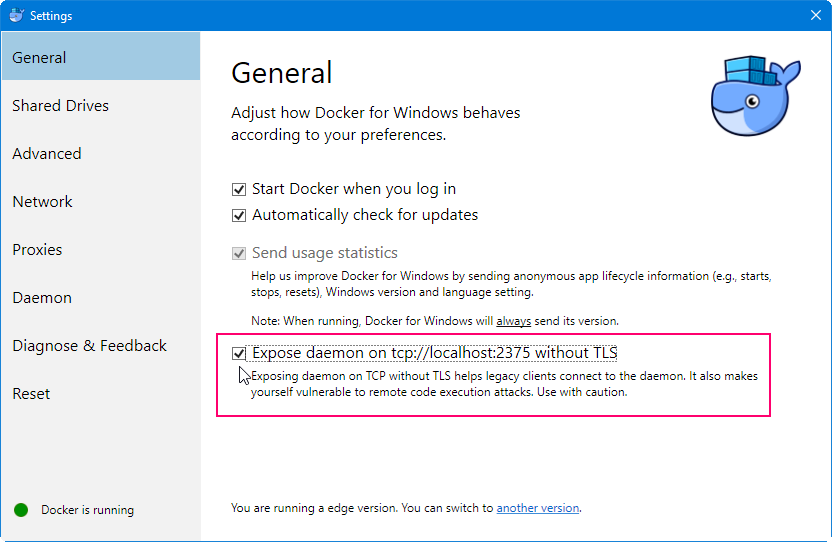 Settings
General
Shared Drives
Advanced
Network
Proxies
Daemon
Diagnose & Feedback
Reset
Docker is running
General
Adjust how Docker for Windows behaves
according to your preferences.
Start Docker when you log in
Automatically check for updates
Send usage statistics
Help us improve Docker for Windows by sending anonymous app lifecycle information (e.g., starts,
stops, resets), Windows version and language setting.
Note: When running, Docker for Windows will always send its version.
Expose daemon on tcp://localhost:2375 without TLS
Exposing daemon on TCP without TLS helps legacy clients connect to the daemon. It also makes
yourself vulnerable to remote code execution attacks. Use with caution.
You are running a edge version. You can switch to another version.